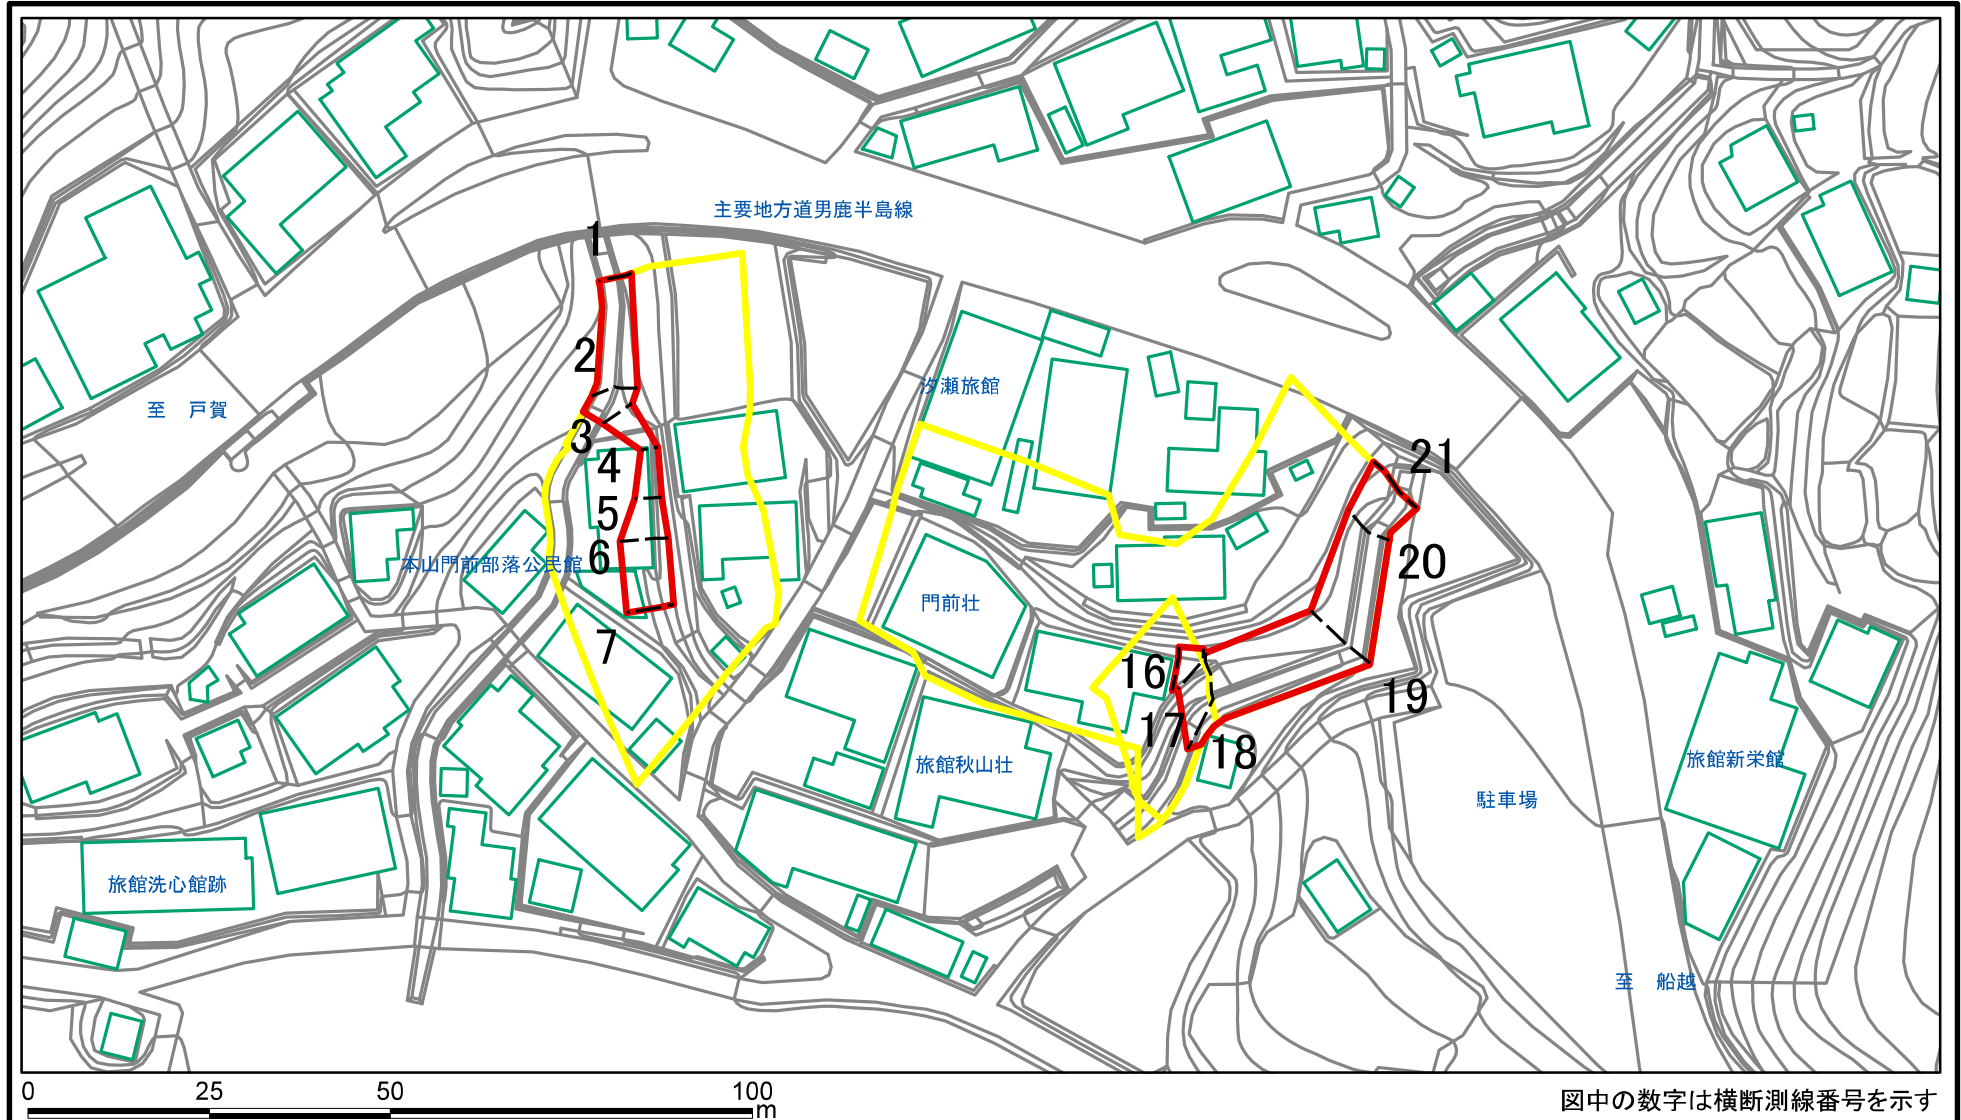 主要地方道男鹿半島線
1
2
汐瀬旅館
至 戸賀
3
21
4
5
6
本山門前部落公民館
20
門前荘
7
16
19
17
18
旅館秋山荘
旅館新栄館
駐車場
旅館洗心館跡
至 船越
0 25 50 100
m
図中の数字は横断測線番号を示す